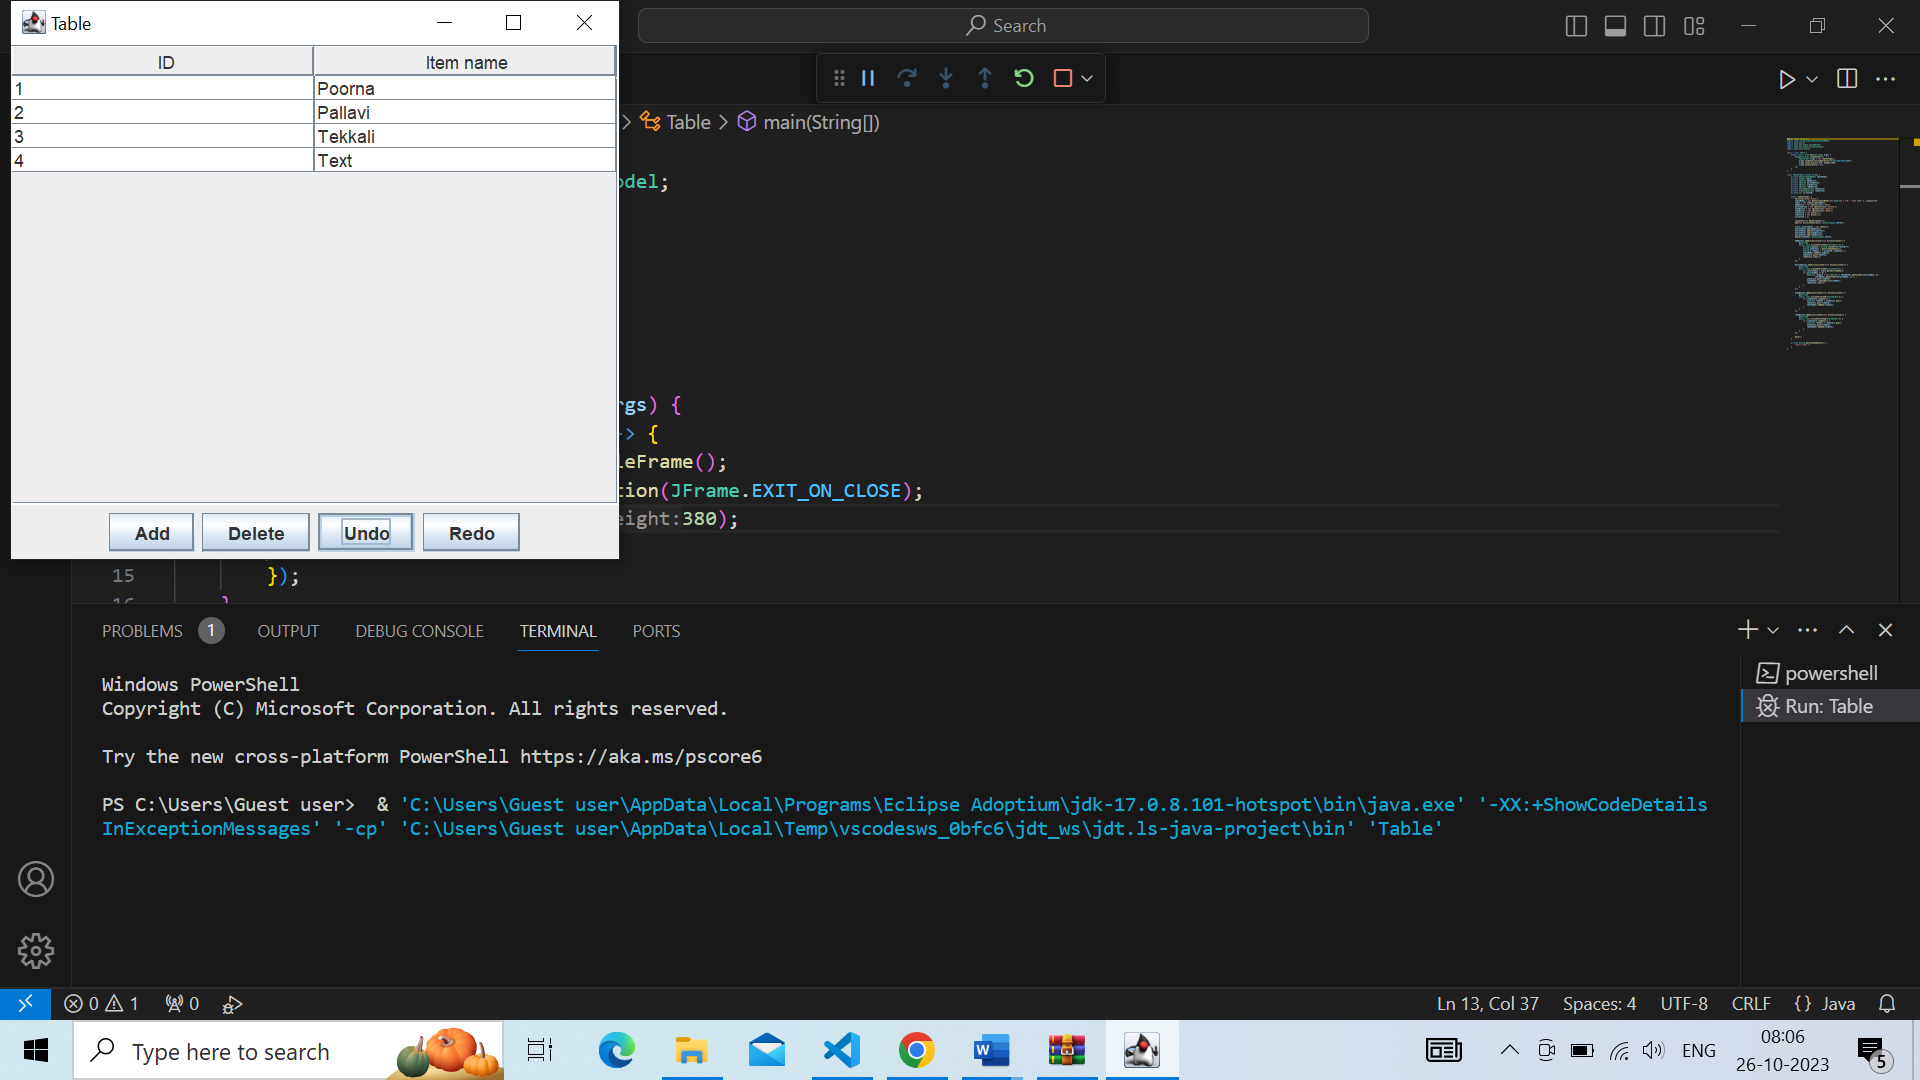 Table
Search
ID Item name
1 Poorna
2 Pallavi
3 Tekkali
4 Text
Add Delete Undo Redo
Table main(String[])
odel;
rgs) {
-> {
leFrame();
tion(JFrame.EXIT_ON_CLOSE);
eight:380);
15 });
16 }
PROBLEMS 1 OUTPUT DEBUG CONSOLE TERMINAL PORTS
powershell
Run: Table
Windows PowerShell
Copyright (C) Microsoft Corporation. All rights reserved.
Try the new cross-platform PowerShell https://aka.ms/pscore6
PS C:\Users\Guest user>  & 'C:\Users\Guest user\AppData\Local\Programs\Eclipse Adoptium\jdk-17.0.8.101-hotspot\bin\java.exe' '-XX:+ShowCodeDetails
InExceptionMessages' '-cp' 'C:\Users\Guest user\AppData\Local\Temp\vscodesws_0bfc6\jdt_ws\jdt.ls-java-project\bin' 'Table'
0 1 0 Ln 13, Col 37 Spaces: 4 UTF-8 CRLF {} Java
Type here to search
ENG
08:06
26-10-2023
5